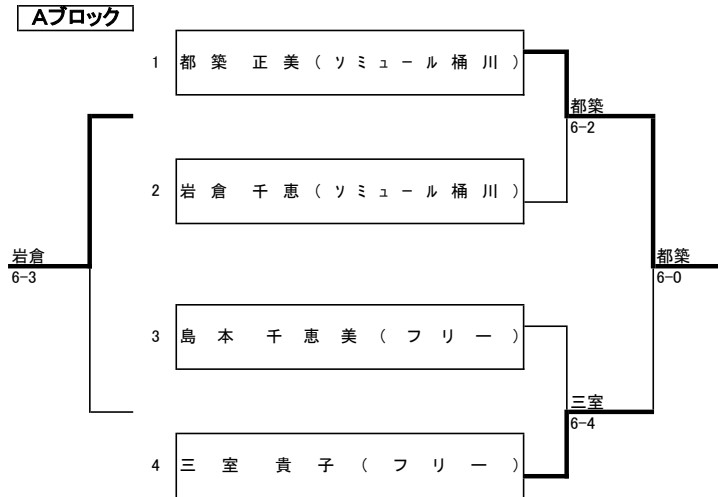 Aブロック
1 都築 正美(ソミュール桶川)
都築
6-2
2 岩倉千恵(ソミュール桶川)
岩倉
6-3
都築
6-0
3 島本千恵美(フリー)
三室
6-4
4 三室貴子(フリー)